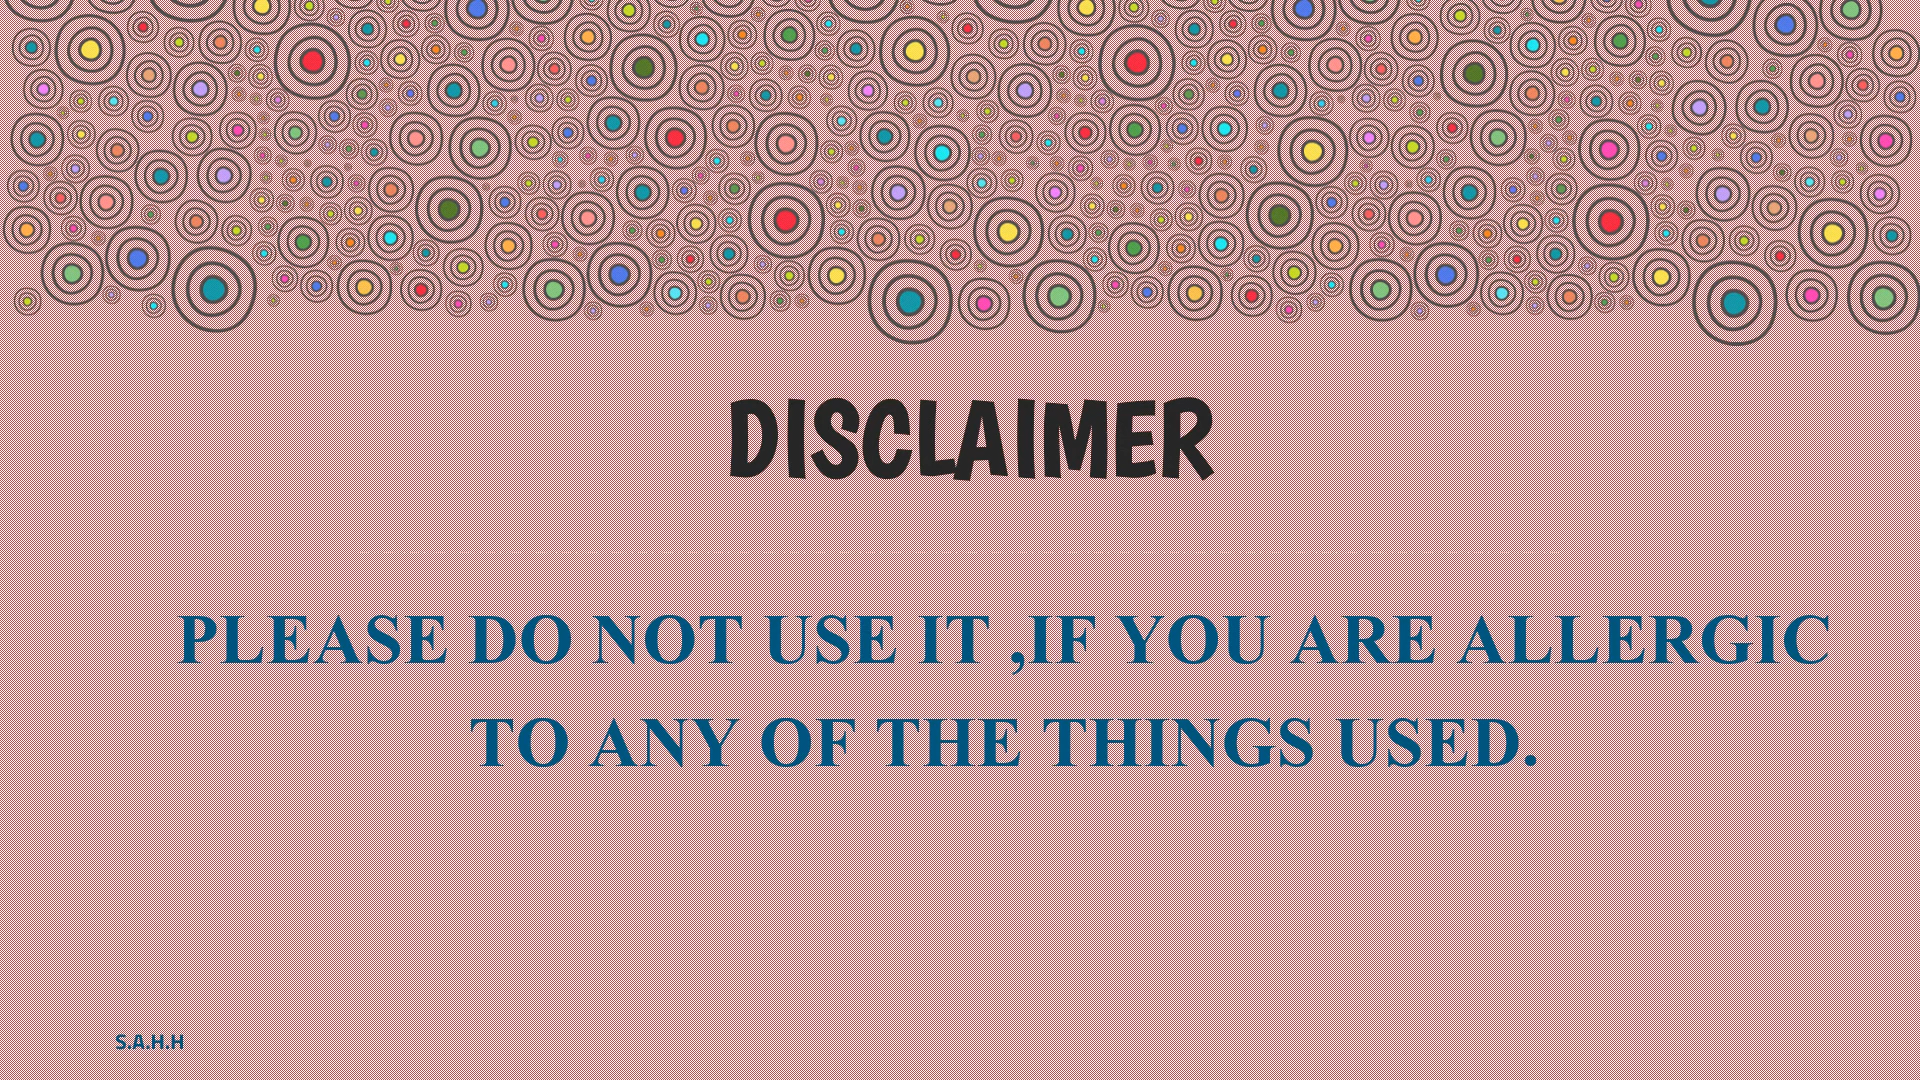 DISCLAIMER
PLEASE DO NOT USE IT ,IF YOU ARE ALLERGIC
TO ANY OF THE THINGS USED.
S.A.H.H